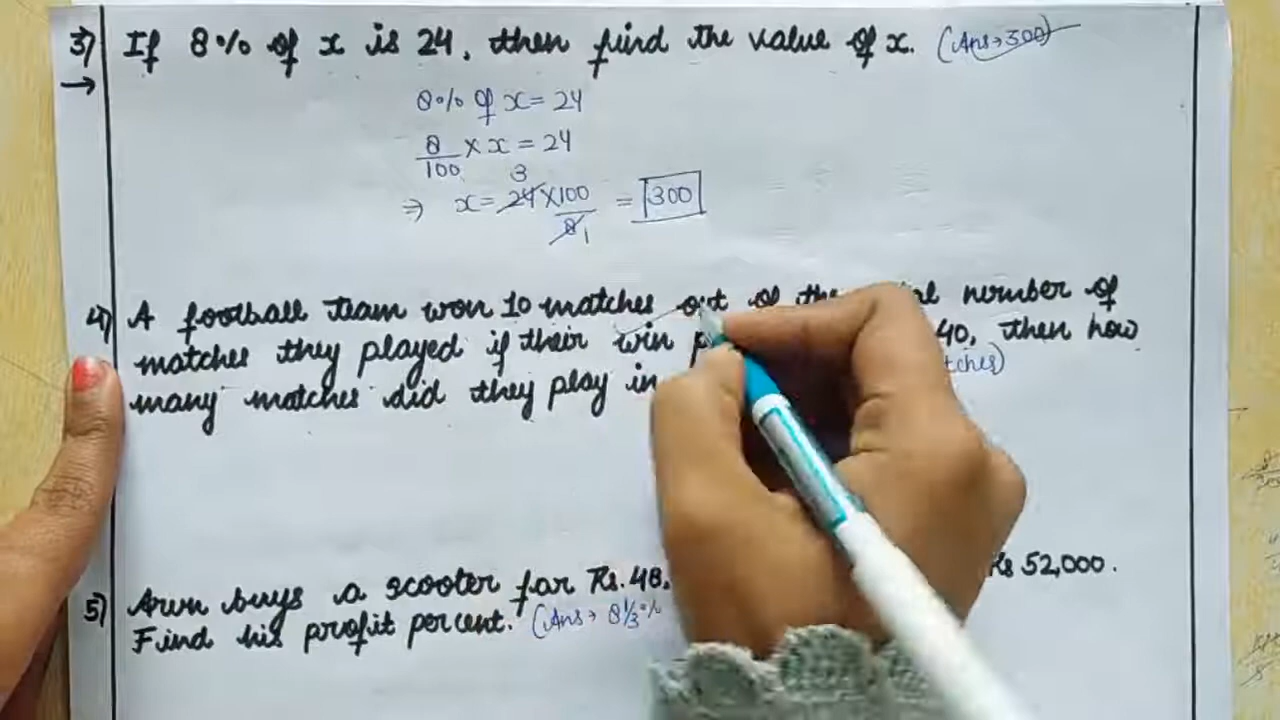 3) If 8% of x is 24, then find the value of x. (Ans→300)
→
8% of x = 24
8/100 × x = 24
3
⇒ x = 24×100/8 = 300
1
4) A football team won 10 matches out of the number of
matches they played if their win 40, then how
many matches did they play in
5) Arun buys a scooter for Rs. 48, Rs 52,000.
Find his profit percent. (Ans→ 8 1/3 %